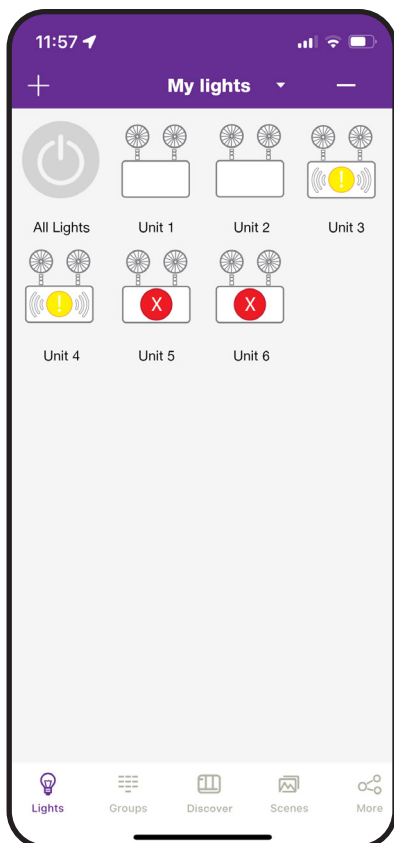 11:57
My lights
All Lights Unit 1 Unit 2 Unit 3
! 
! X X
Unit 4 Unit 5 Unit 6
Lights Groups Discover Scenes More